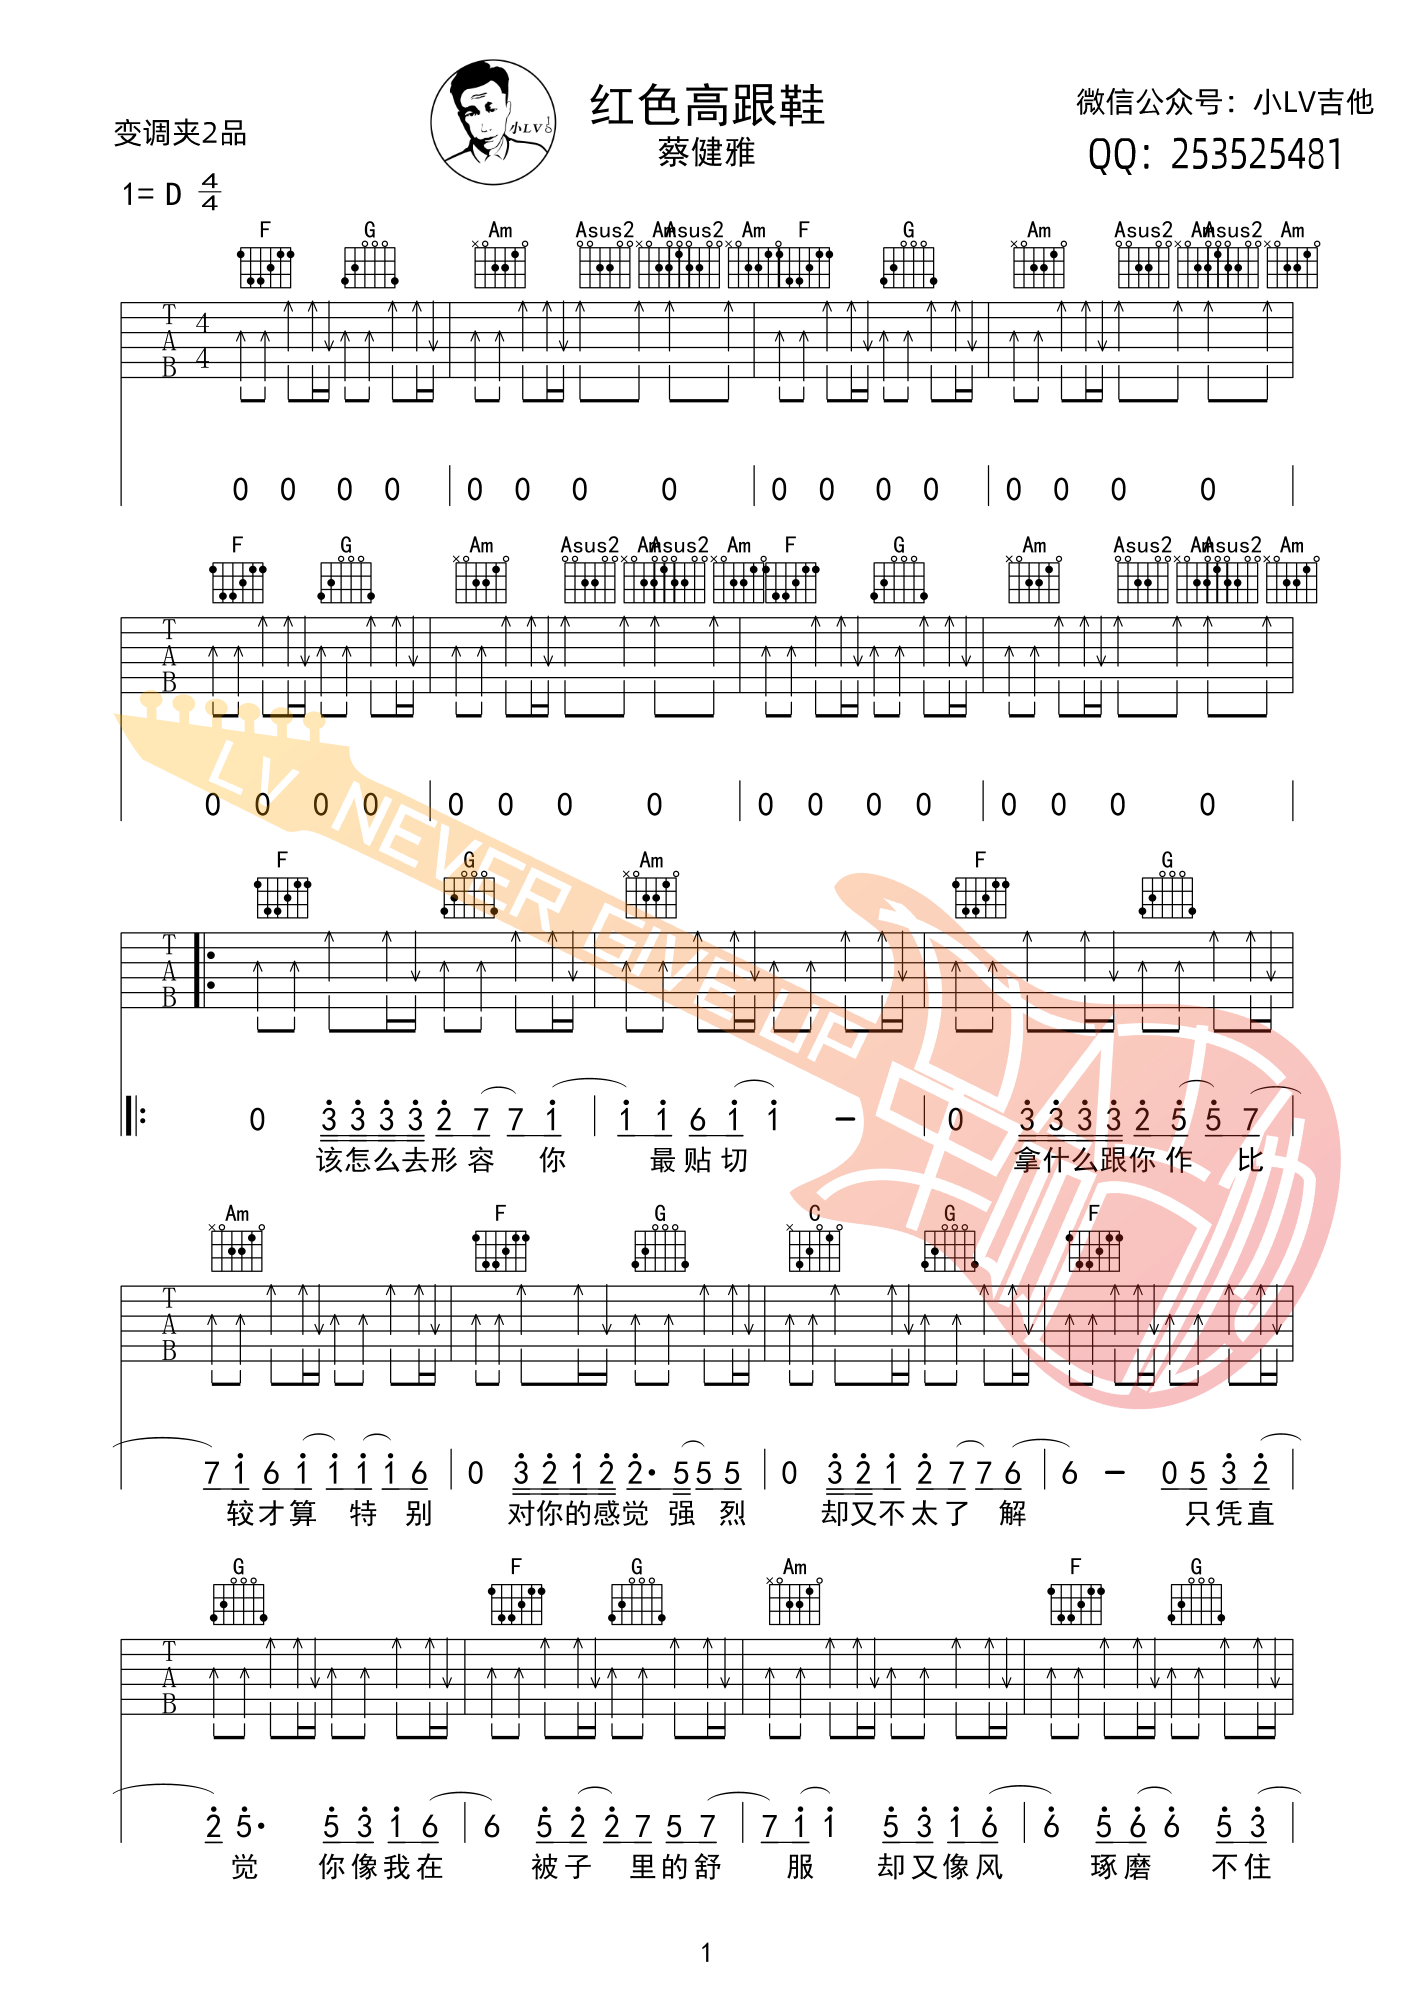 变调夹2品
1= D 4/4
小LV
红色高跟鞋
蔡健雅
微信公众号：小LV吉他
QQ：253525481
F G Am Asus2 Am Asus2 Am F G Am Asus2 Am Asus2 Am
T A B 4 4
0 0 0 0 | 0 0 0 0 | 0 0 0 0 | 0 0 0 0
F G Am Asus2 Am Asus2 Am F G Am Asus2 Am Asus2 Am
T A B
LV NEVER GIVE UP
0 0 0 0 | 0 0 0 0 | 0 0 0 0 | 0 0 0 0
F G Am F G
T A B
0 3 3 3 3 2 7 7 1 | 1 1 6 1 1 - | 0 3 3 3 3 2 5 5 7
该怎么去形容你 最贴切 拿什么跟你作比
Am F G C G F
T A B
7 1 6 1 1 1 1 6 | 0 3 2 1 2 2· 5 5 5 | 0 3 2 1 2 7 7 6 | 6 - 0 5 3 2
较才算特别 对你的感觉强烈 却又不太了解 只凭直
G F G Am F G
T A B
2 5· 5 3 1 6 | 6 5 2 2 7 5 7 | 7 1 1 5 3 1 6 | 6 5 6 6 5 3
觉 你像我在 被子里的舒 服 却又像风 琢磨不住
1